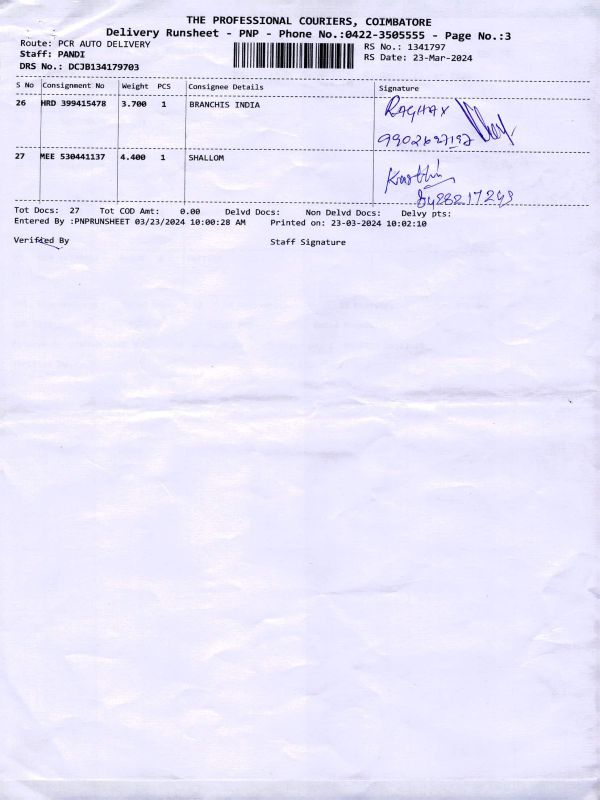 THE PROFESSIONAL COURIERS, COIMBATORE
Delivery Runsheet - PNP - Phone No.:0422-3505555 - Page No.:3
Route: PCR AUTO DELIVERY RS No.: 1341797
Staff: PANDI RS Date: 23-Mar-2024
DRS No.: DCJB134179703
S No Consignment No Weight PCS Consignee Details Signature
26 HRD 399415478 3.700 1 BRANCHIS INDIA RAGHAV
27 MEE 530441137 4.400 1 SHALLOM
8428217243
Tot Docs: 27 Tot COD Amt: 0.00 Delvd Docs: Non Delvd Docs: Delvy pts:
Entered By :PNPRUNSHEET 03/23/2024 10:00:28 AM Printed on: 23-03-2024 10:02:10
Verified By Staff Signature